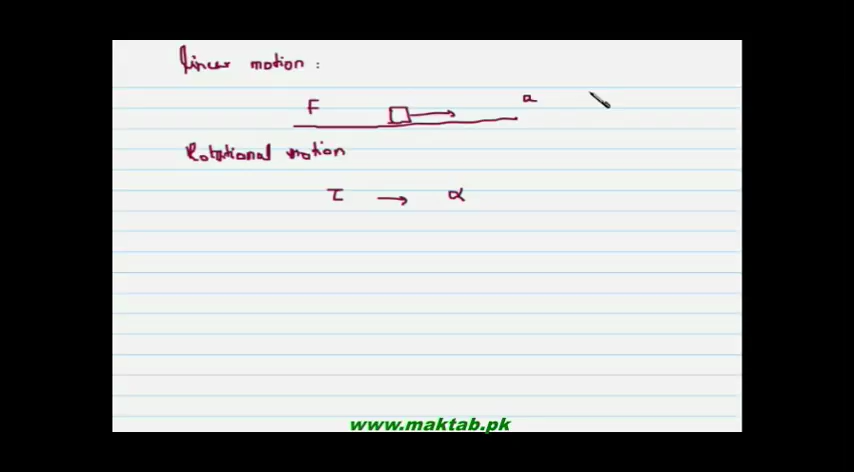 linear motion :
F a
Rotational motion
τ → α
www.maktab.pk